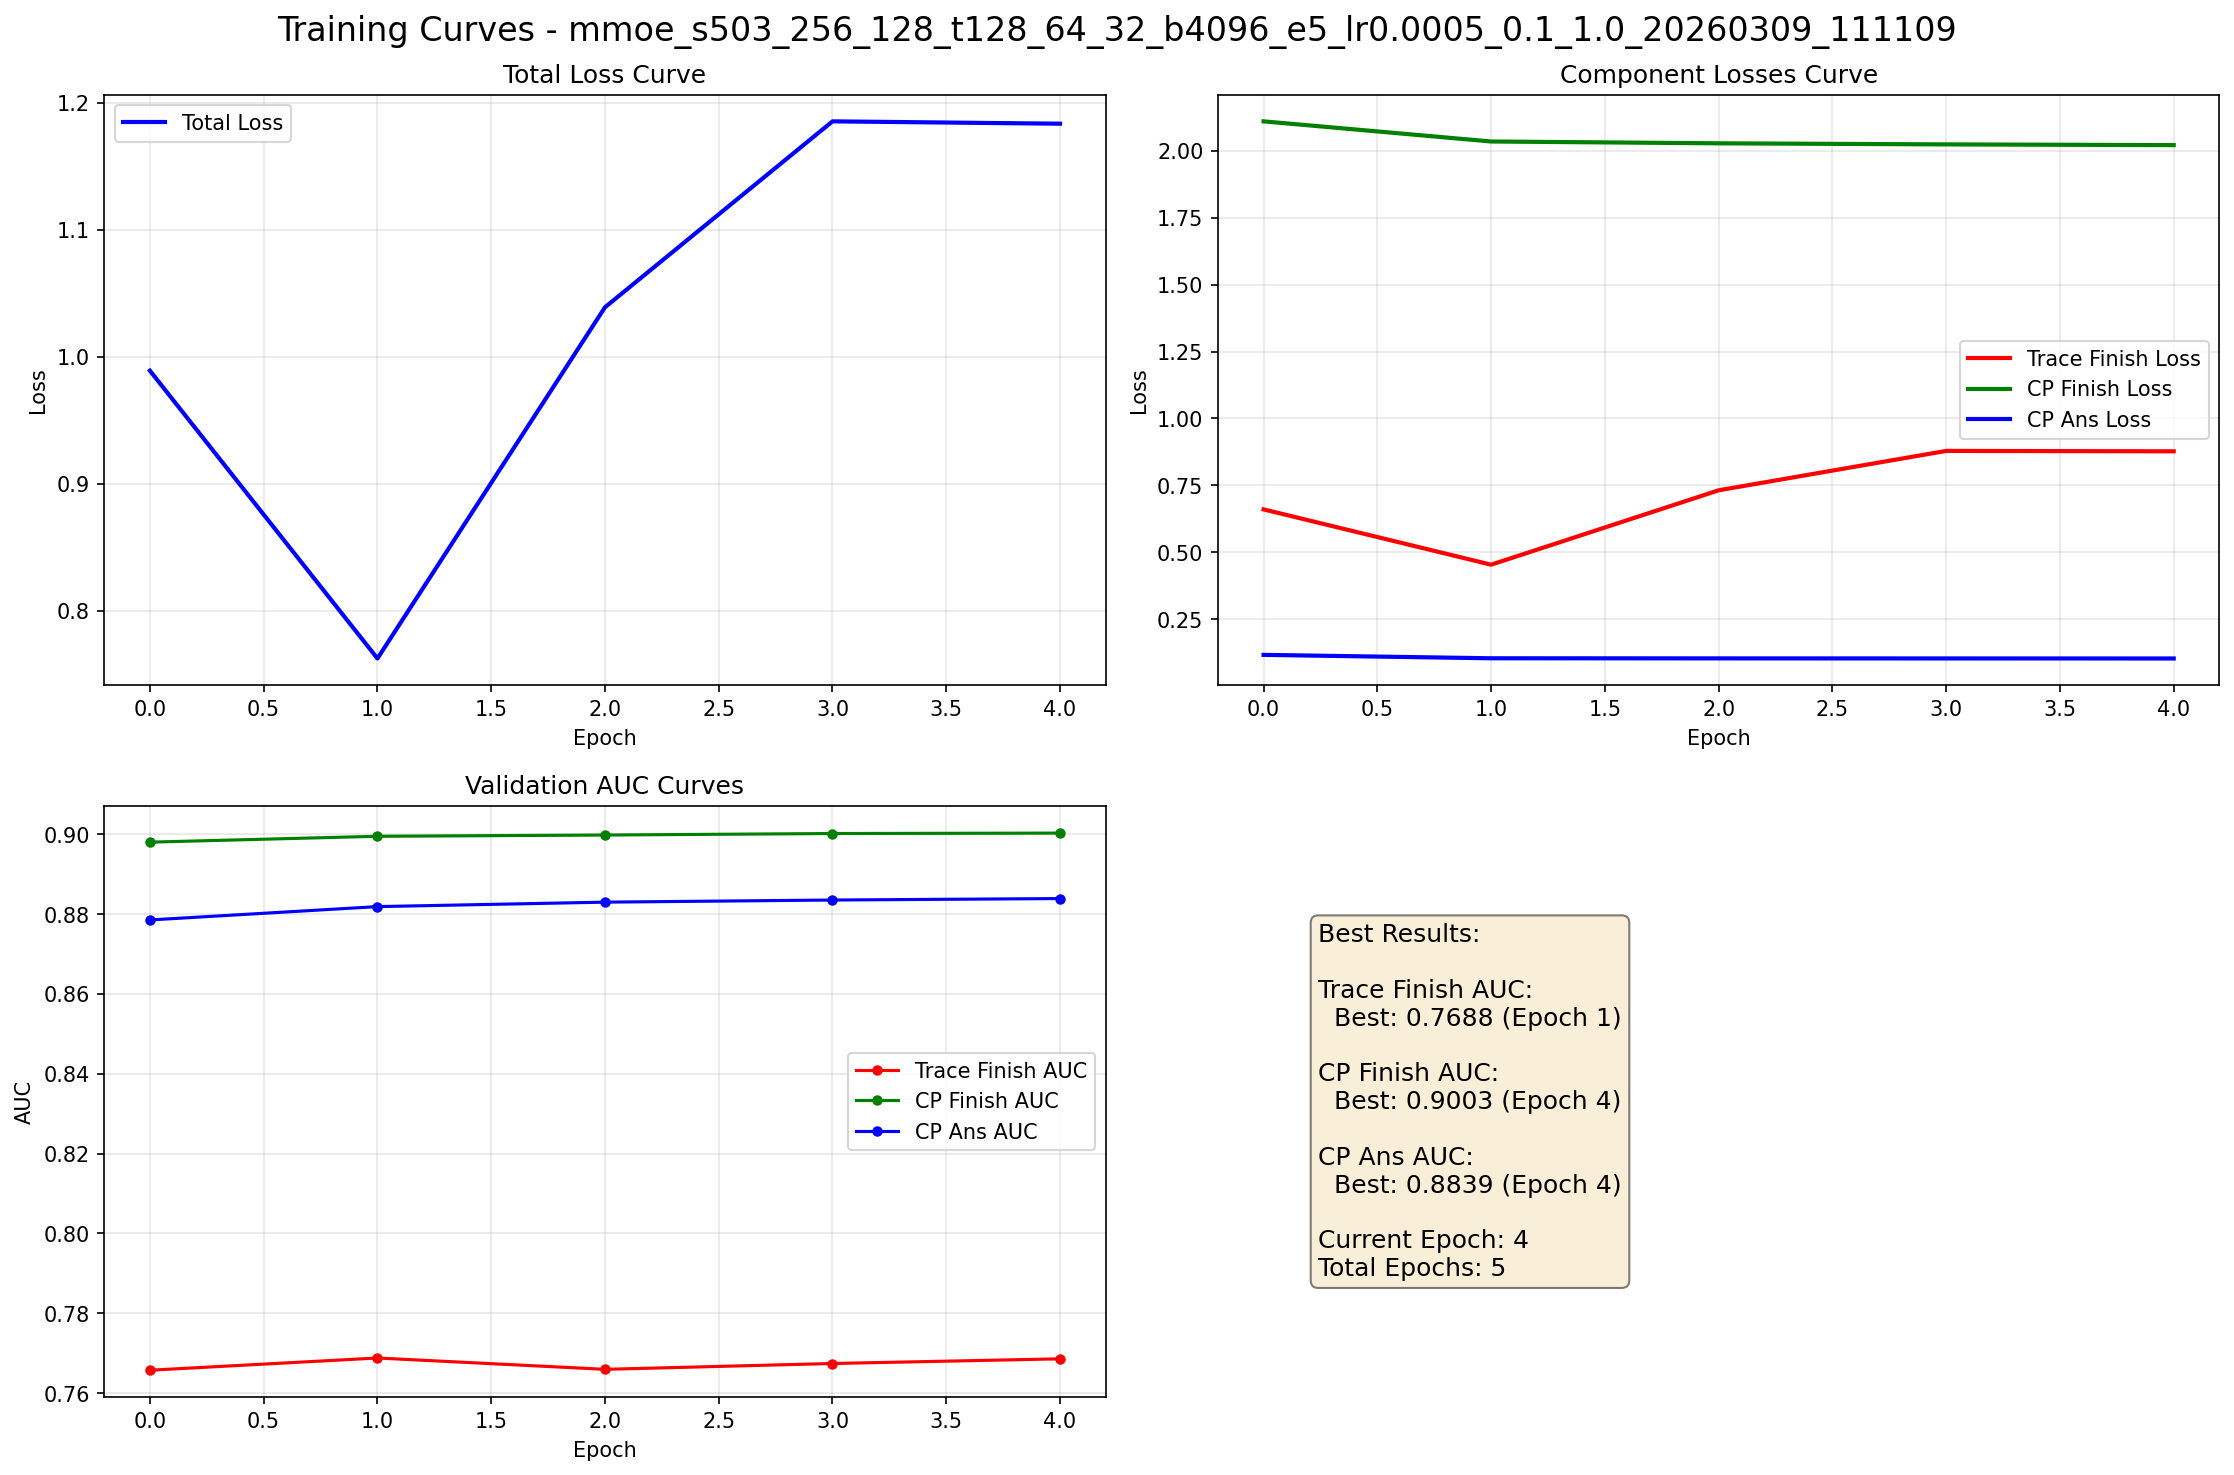 Training Curves - mmoe_s503_256_128_t128_64_32_b4096_e5_lr0.0005_0.1_1.0_20260309_111109
Total Loss Curve
1.2
1.1
1.0
0.9
0.8
Loss
Total Loss
0.0 0.5 1.0 1.5 2.0 2.5 3.0 3.5 4.0
Epoch
Component Losses Curve
2.00
1.75
1.50
1.25
1.00
0.75
0.50
0.25
Loss
Trace Finish Loss
CP Finish Loss
CP Ans Loss
0.0 0.5 1.0 1.5 2.0 2.5 3.0 3.5 4.0
Epoch
Validation AUC Curves
0.90
0.88
0.86
0.84
0.82
0.80
0.78
0.76
AUC
Trace Finish AUC
CP Finish AUC
CP Ans AUC
0.0 0.5 1.0 1.5 2.0 2.5 3.0 3.5 4.0
Epoch
Best Results:
Trace Finish AUC:
Best: 0.7688 (Epoch 1)
CP Finish AUC:
Best: 0.9003 (Epoch 4)
CP Ans AUC:
Best: 0.8839 (Epoch 4)
Current Epoch: 4
Total Epochs: 5